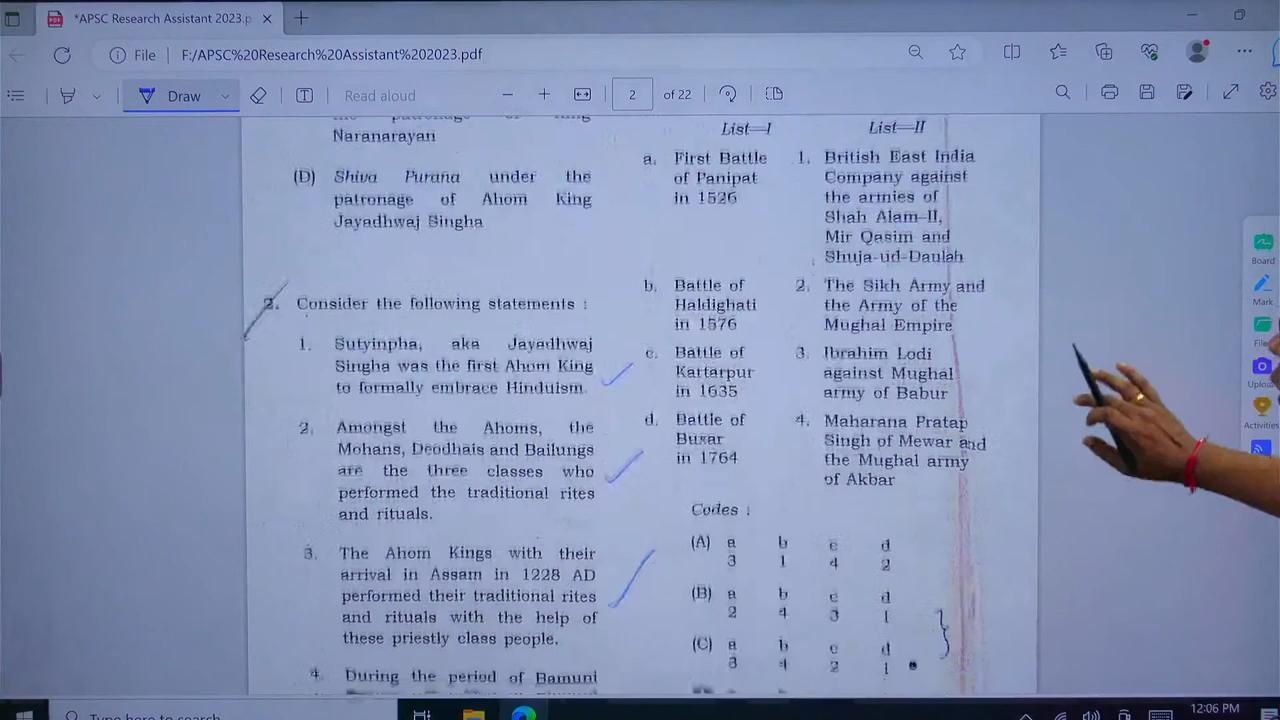 *APSC Research Assistant 2023.p
File
F:/APSC%20Research%20Assistant%202023.pdf
Draw
Read aloud
2
of 22
Naranarayan
(D) Shiva Purana under the
patronage of Ahom King
Jayadhwaj Singha
2. Consider the following statements :
1. Sutyinpha, aka Jayadhwaj
Singha was the first Ahom King
to formally embrace Hinduism.
2. Amongst the Ahoms, the
Mohans, Deodhais and Bailungs
are the three classes who
performed the traditional rites
and rituals.
3. The Ahom Kings with their
arrival in Assam in 1228 AD
performed their traditional rites
and rituals with the help of
these priestly class people.
4. During the period of Bamuni
List—I List—II
a. First Battle
of Panipat
in 1526
1. British East India
Company against
the armies of
Shah Alam-II,
Mir Qasim and
Shuja-ud-Daulah
b. Battle of
Haldighati
in 1576
2. The Sikh Army and
the Army of the
Mughal Empire
c. Battle of
Kartarpur
in 1635
3. Ibrahim Lodi
against Mughal
army of Babur
d. Battle of
Buxar
in 1764
4. Maharana Pratap
Singh of Mewar and
the Mughal army
of Akbar
Codes :
(A) a b c d
3 1 4 2
(B) a b c d
2 4 3 1
(C) a b c d
3 4 2 1
Board
Mark
File
Upload
Activities
Type here to search
12:06 PM